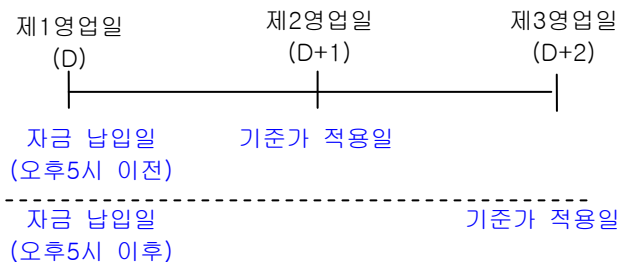 제1영업일 제2영업일 제3영업일
(D) (D+1) (D+2)
자금 납입일 기준가 적용일
(오후5시 이전)
자금 납입일 기준가 적용일
(오후5시 이후)